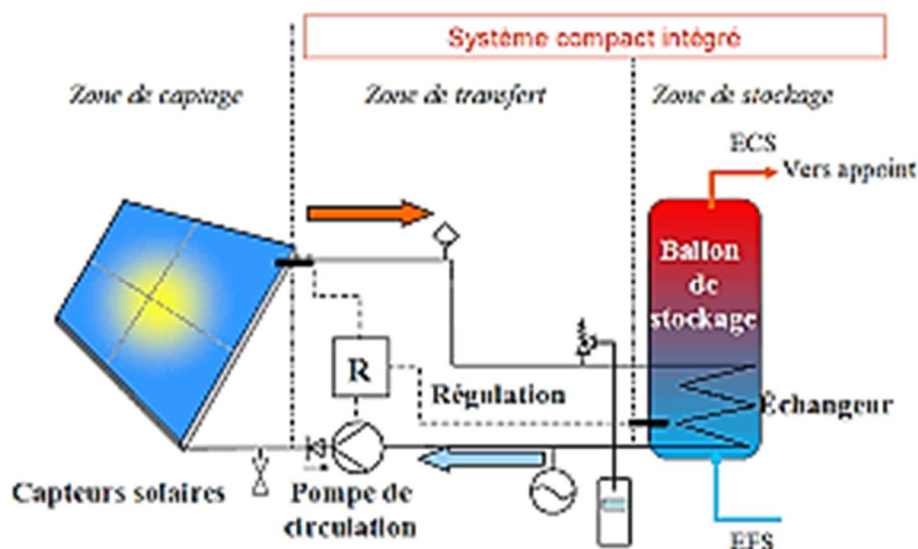 Système compact intégré
Zone de captage
Zone de transfert
Zone de stockage
ECS
Vers appoint
Ballon
de
stockage
R
Régulation
Échangeur
Capteurs solaires
Pompe de
circulation
EFS